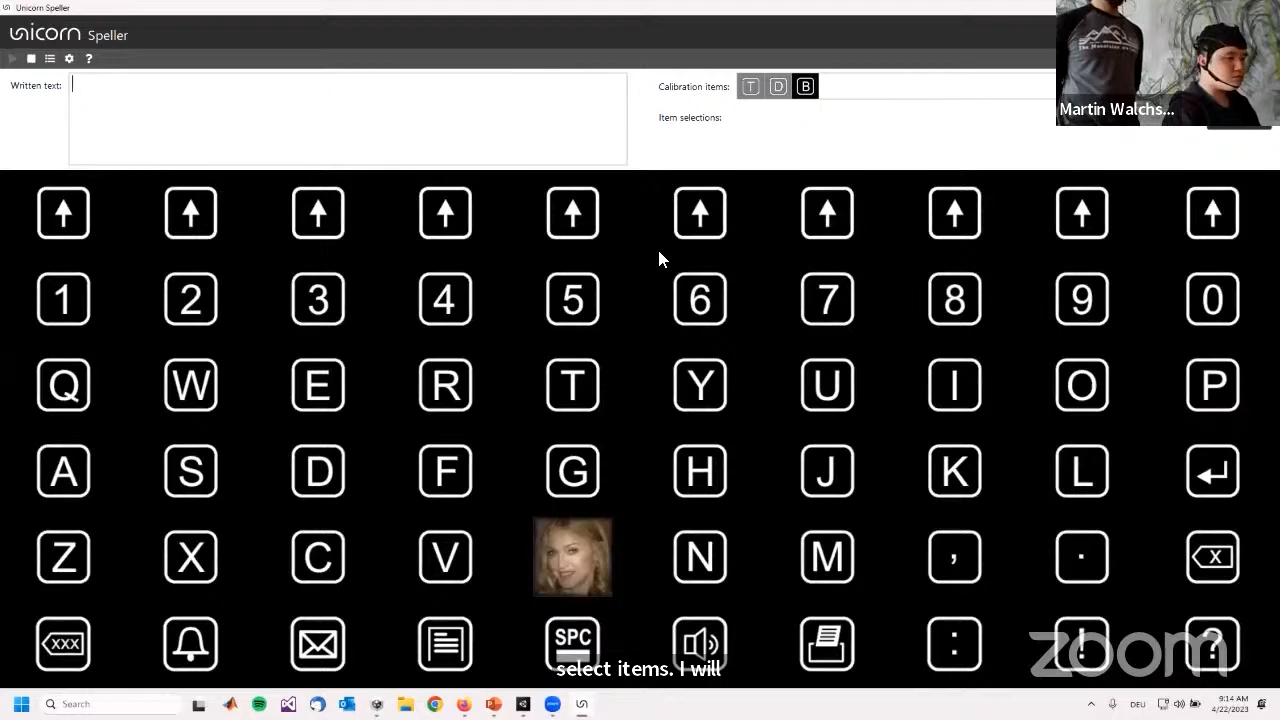 Unicorn Speller
unicorn Speller
?
Written text:
Calibration items: T D B
Item selections:
Martin Walchs...
1 2 3 4 5 6 7 8 9 0
Q W E R T Y U I O P
A S D F G H J K L
Z X C V N M , . X
XXX SPC : ! ?
select items. I will
zoom
Search
DEU
9:14 AM
4/22/2023